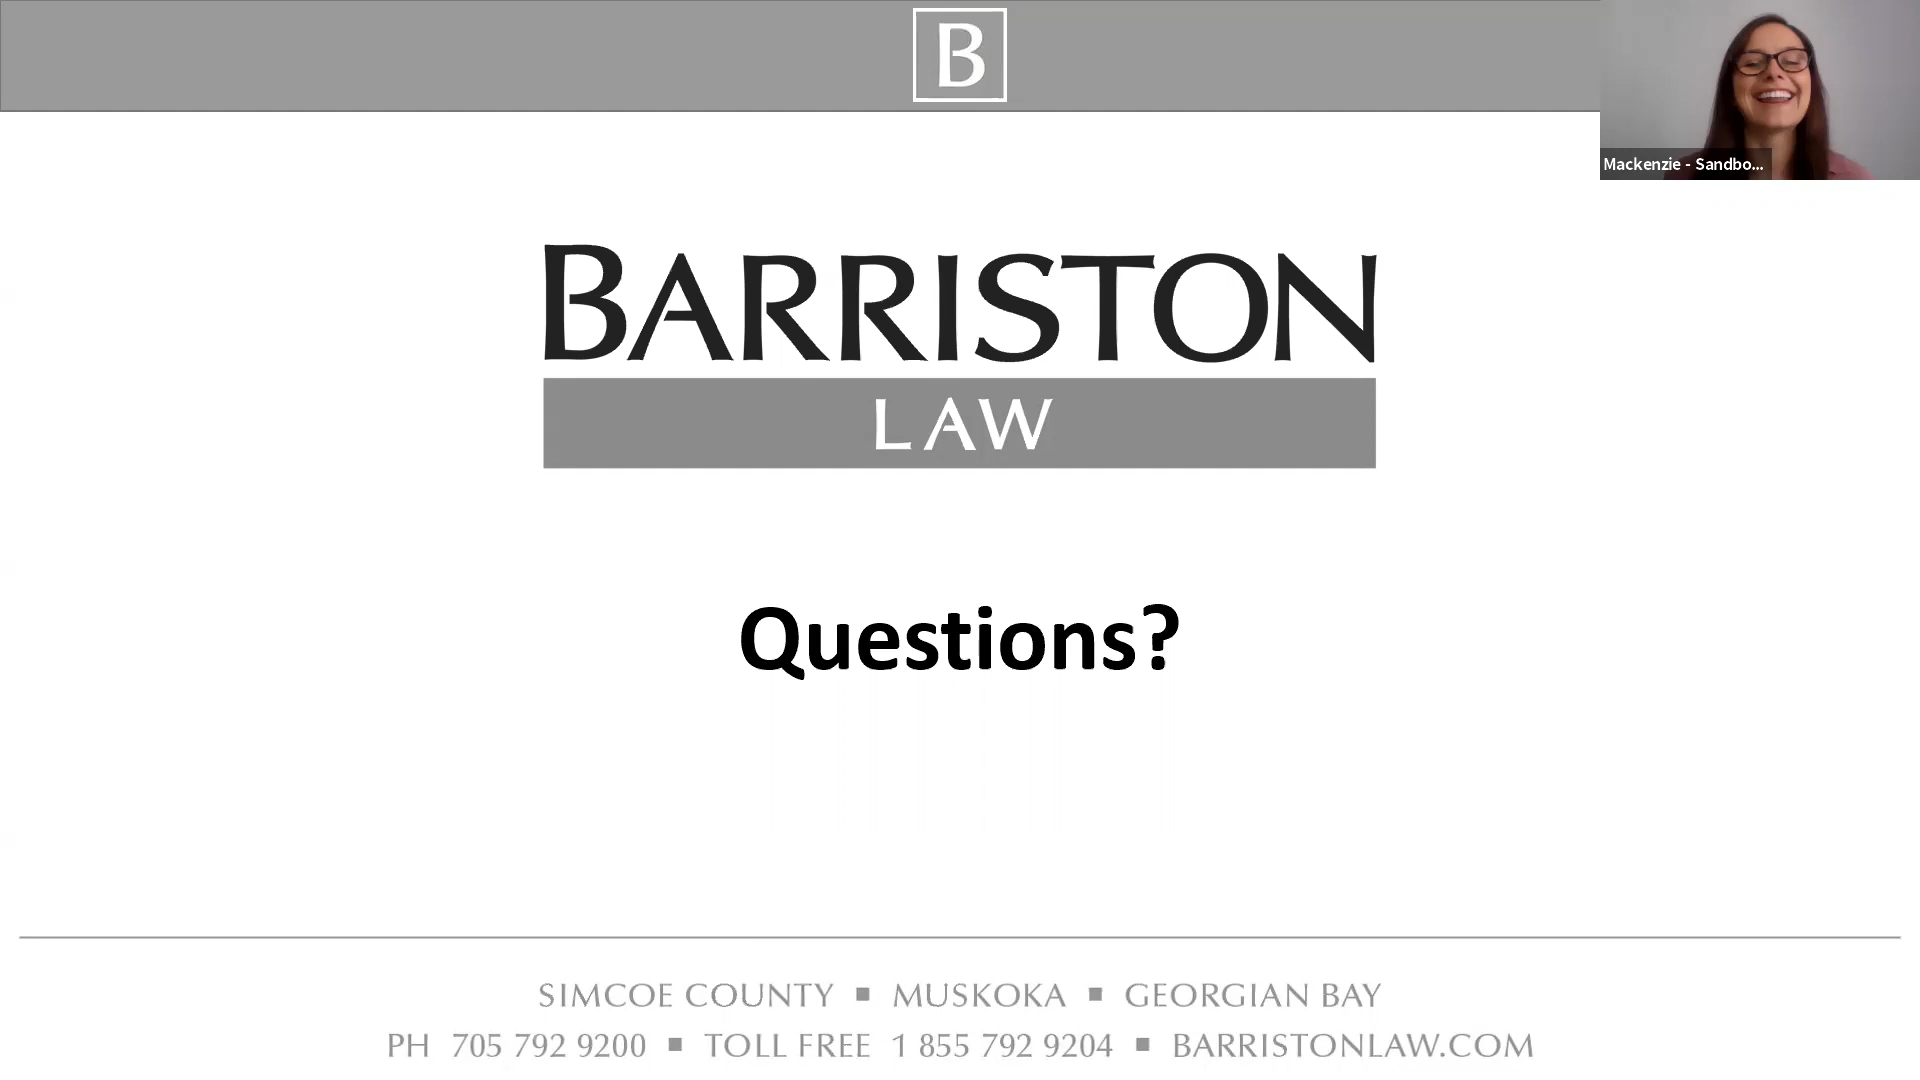 B
Mackenzie - Sandbo...
BARRISTON
LAW
Questions?
SIMCOE COUNTY ▪ MUSKOKA ▪ GEORGIAN BAY
PH 705 792 9200 ▪ TOLL FREE 1 855 792 9204 ▪ BARRISTONLAW.COM